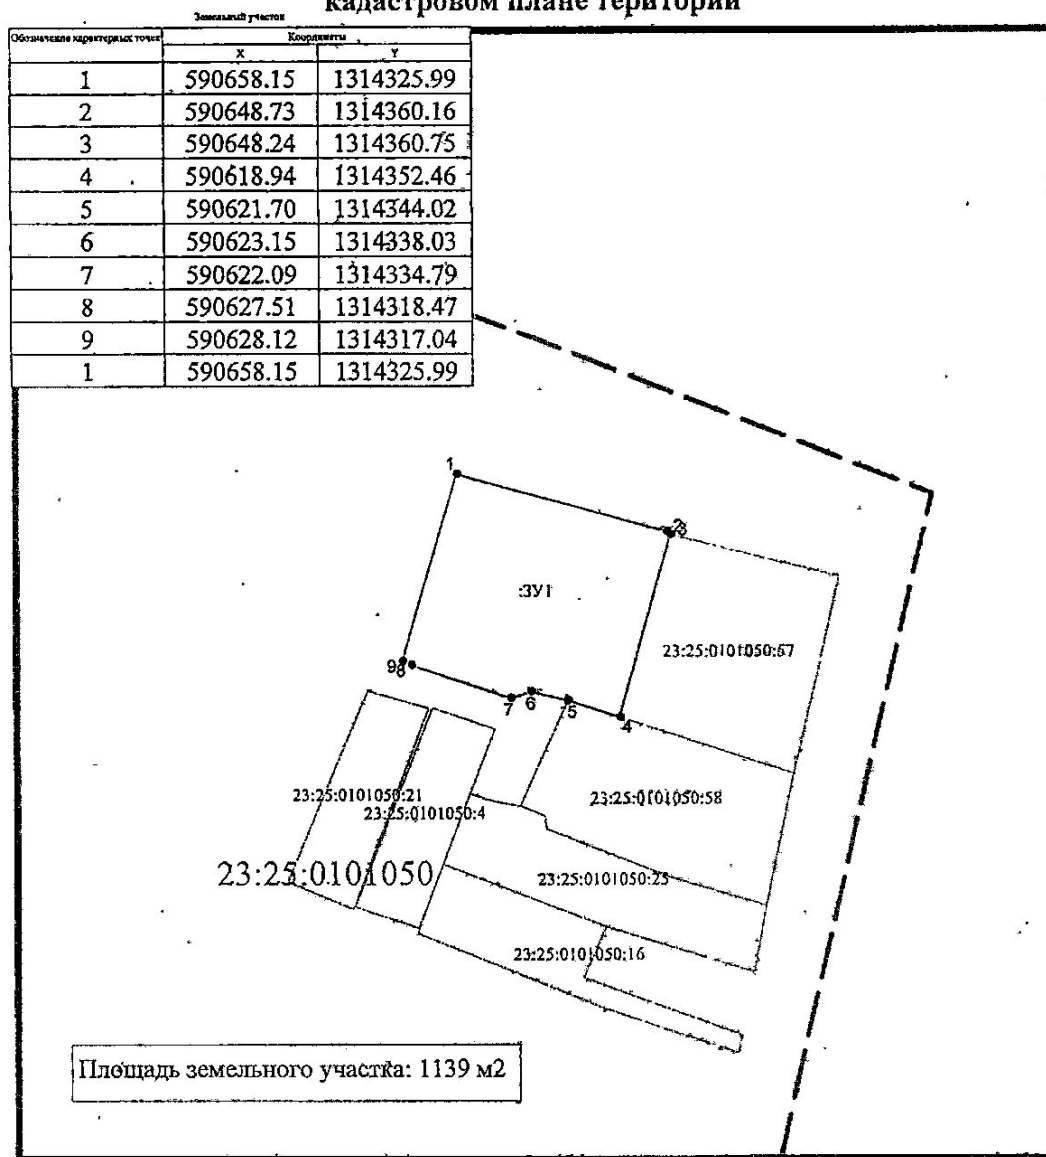 кадастровом плане територии
Земельный участок
Обозначение характерных точек Координаты
X Y
1 590658.15 1314325.99
2 590648.73 1314360.16
3 590648.24 1314360.75
4 590618.94 1314352.46
5 590621.70 1314344.02
6 590623.15 1314338.03
7 590622.09 1314334.79
8 590627.51 1314318.47
9 590628.12 1314317.04
1 590658.15 1314325.99
1
2 3
:ЗУ1
23:25:0101050:67
9 8
7 6 5 4
23:25:0101050:21
23:25:0101050:58
23:25:0101050:4
23:25:0101050
23:25:0101050:25
23:25:0101050:16
Площадь земельного участка: 1139 м2